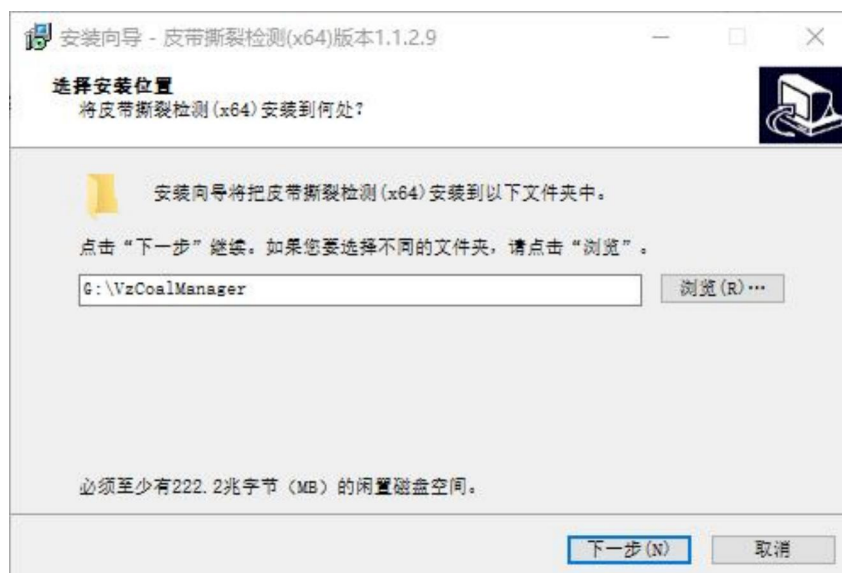 安装向导 - 皮带撕裂检测(x64)版本1.1.2.9
选择安装位置
将皮带撕裂检测(x64)安装到何处?
安装向导将把皮带撕裂检测(x64)安装到以下文件夹中。
点击“下一步”继续。如果您要选择不同的文件夹，请点击“浏览”。
G:\VzCoalManager
浏览(R)…
必须至少有222.2兆字节（MB）的闲置磁盘空间。
下一步(N)
取消